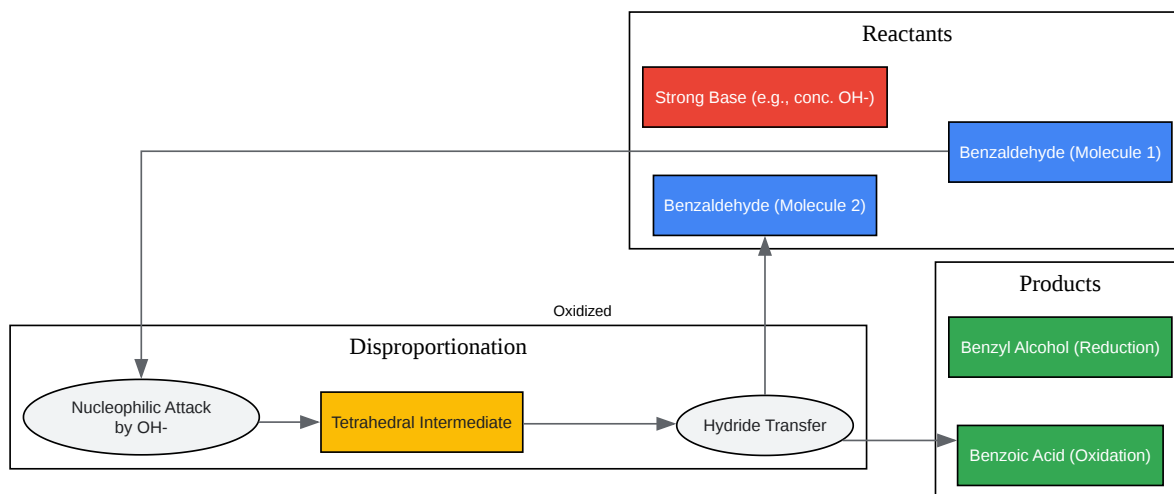 Reactants
Strong Base (e.g., conc. OH-)
Benzaldehyde (Molecule 1)
Benzaldehyde (Molecule 2)
Products
Oxidized
Disproportionation
Benzyl Alcohol (Reduction)
Nucleophilic Attack
by OH-
Tetrahedral Intermediate
Hydride Transfer
Benzoic Acid (Oxidation)